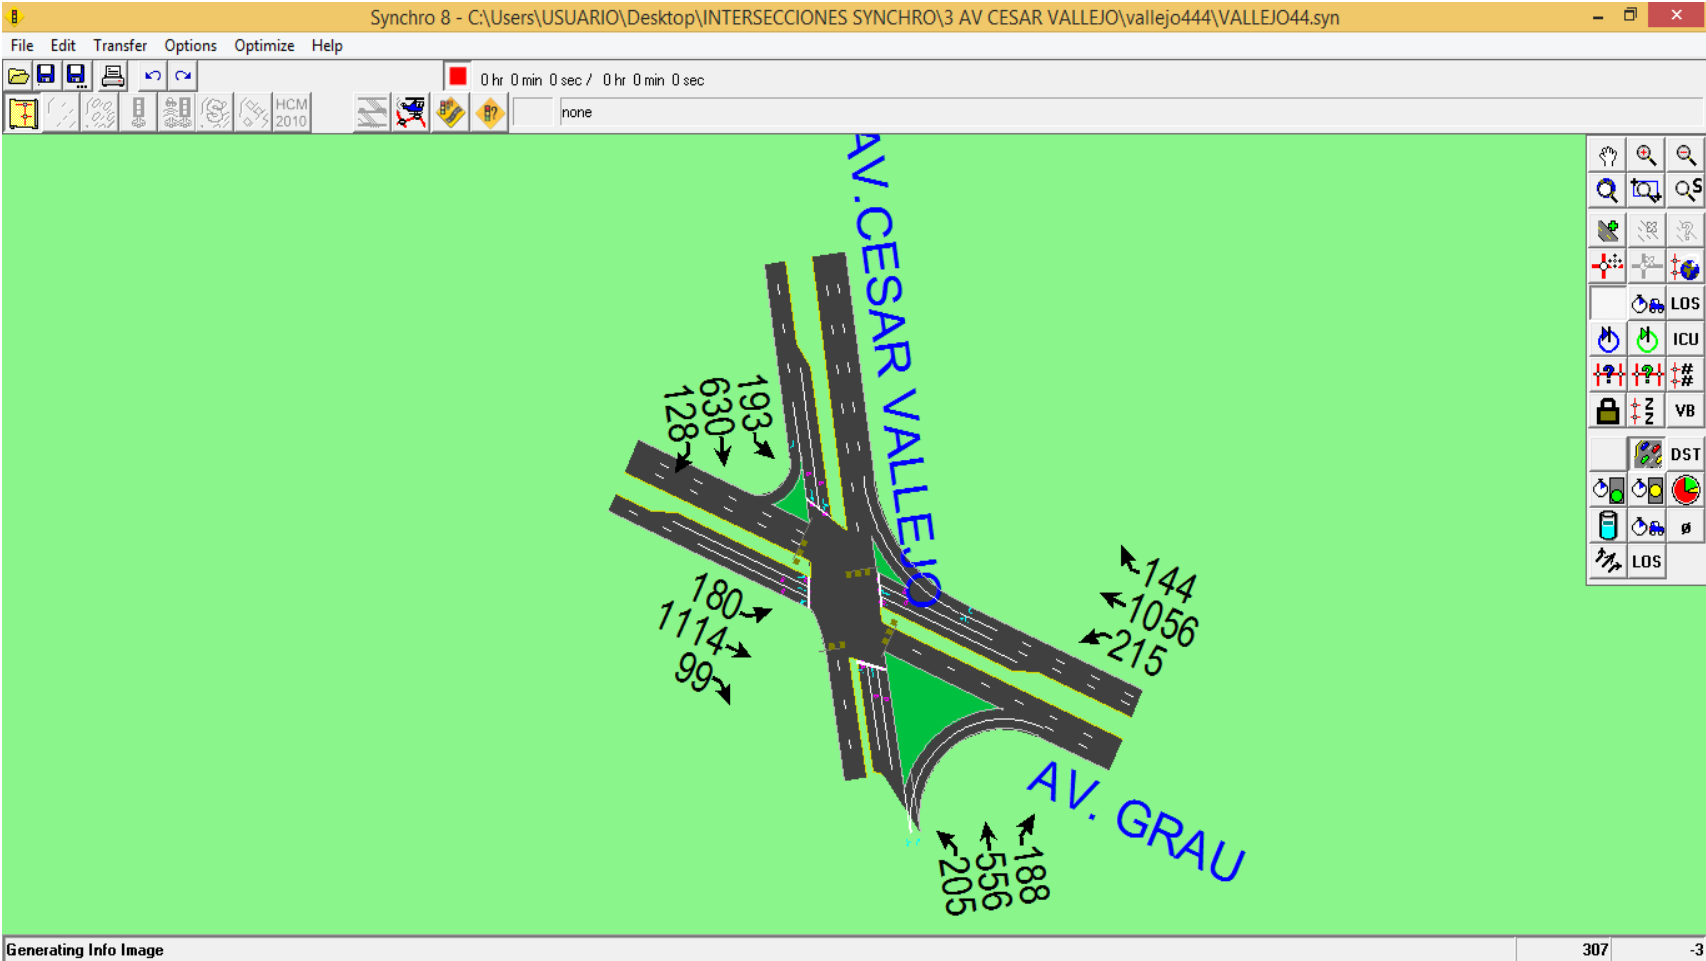 Synchro 8 - C:\Users\USUARIO\Desktop\INTERSECCIONES SYNCHRO\3 AV CESAR VALLEJO\vallejo444\VALLEJO44.syn
File Edit Transfer Options Optimize Help
0 hr 0 min 0 sec / 0 hr 0 min 0 sec
HCM
2010
none
AV.CESAR VALLEJO
S
LOS
ICU
##
ZZ
VB
DST
ø
LOS
128
630
193
180
1114
99
144
1056
215
AV. GRAU
205
556
188
Generating Info Image
307
-3